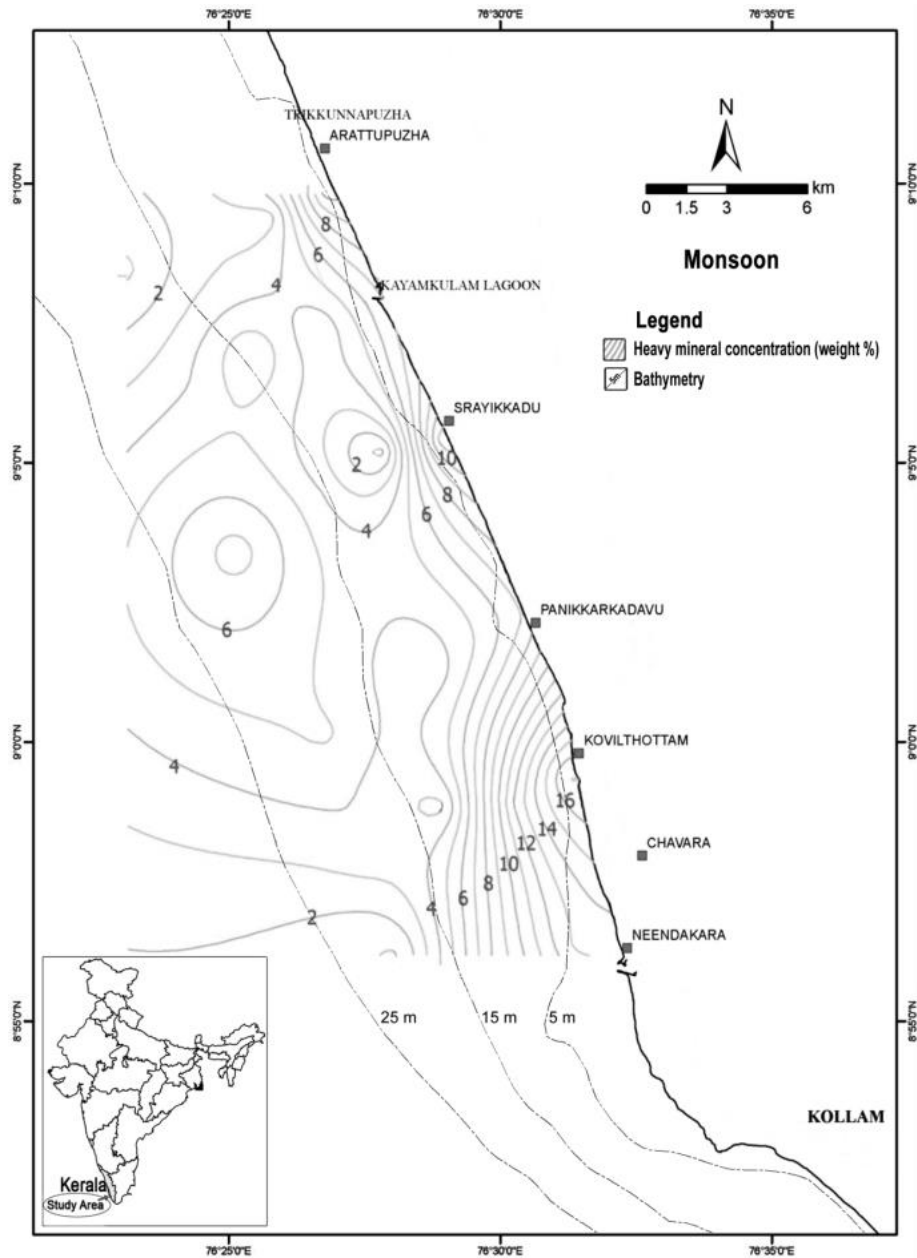 76°25'0"E
76°30'0"E
76°35'0"E
TRIKKUNNAPUZHA
ARATTUPUZHA
N
9°10'0"N
9°10'0"N
km
0 1.5 3 6
8
6
Monsoon
KAYAMKULAM LAGOON
4
2
Legend
Heavy mineral concentration (weight %)
Bathymetry
SRAYIKKADU
10
9°5'0"N
9°5'0"N
2
8
6
4
PANIKKARKADAVU
6
9°0'0"N
9°0'0"N
KOVILTHOTTAM
4
16
14
12
10
CHAVARA
8
6
4
2
NEENDAKARA
8°55'0"N
8°55'0"N
25 m
15 m
5 m
KOLLAM
Kerala
Study Area
76°25'0"E
76°30'0"E
76°35'0"E